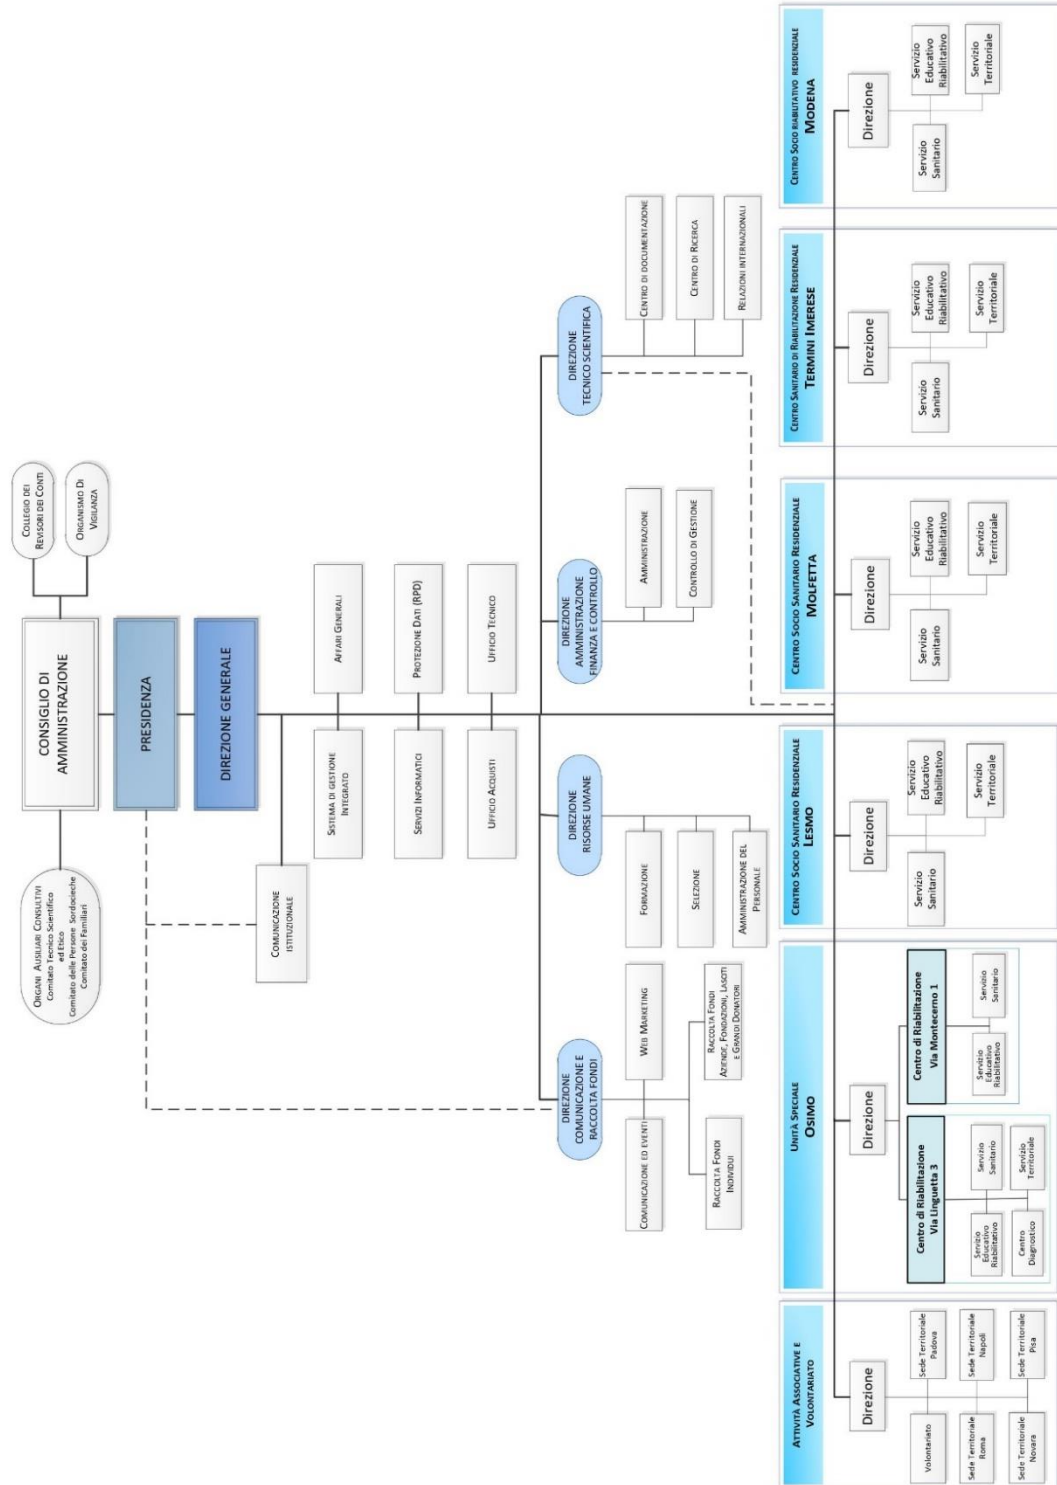 ORGANI AUSILIARI CONSULTIVI
Comitato Tecnico Scientifico
ed Etico
Comitato delle Persone Sordocieche
Comitato dei Familiari
CONSIGLIO DI
AMMINISTRAZIONE
COLLEGIO DEI
REVISORI DEI CONTI
ORGANISMO DI
VIGILANZA
PRESIDENZA
DIREZIONE GENERALE
COMUNICAZIONE
ISTITUZIONALE
SISTEMA DI GESTIONE
INTEGRATO
AFFARI GENERALI
SERVIZI INFORMATICI
PROTEZIONE DATI (RPD)
UFFICIO ACQUISTI
UFFICIO TECNICO
DIREZIONE
COMUNICAZIONE E
RACCOLTA FONDI
COMUNICAZIONE ED EVENTI
WEB MARKETING
RACCOLTA FONDI
INDIVIDUI
RACCOLTA FONDI
AZIENDE, FONDAZIONI, LASCITI
E GRANDI DONATORI
DIREZIONE
RISORSE UMANE
FORMAZIONE
SELEZIONE
AMMINISTRAZIONE DEL
PERSONALE
DIREZIONE
AMMINISTRAZIONE
FINANZA E CONTROLLO
AMMINISTRAZIONE
CONTROLLO DI GESTIONE
DIREZIONE
TECNICO SCIENTIFICA
CENTRO DI DOCUMENTAZIONE
CENTRO DI RICERCA
RELAZIONI INTERNAZIONALI
ATTIVITÀ ASSOCIATIVE E
VOLONTARIATO
Direzione
Volontariato
Sede Territoriale
Padova
Sede Territoriale
Roma
Sede Territoriale
Napoli
Sede Territoriale
Novara
Sede Territoriale
Pisa
UNITÀ SPECIALE
OSIMO
Direzione
Centro di Riabilitazione
Via Linguetta 3
Servizio
Educativo
Riabilitativo
Servizio
Sanitario
Centro
Diagnostico
Servizio
Territoriale
Centro di Riabilitazione
Via Montecerno 1
Servizio
Educativo
Riabilitativo
Servizio
Sanitario
CENTRO SOCIO SANITARIO RESIDENZIALE
LESMO
Direzione
Servizio
Sanitario
Servizio
Educativo
Riabilitativo
Servizio
Territoriale
CENTRO SOCIO SANITARIO RESIDENZIALE
MOLFETTA
Direzione
Servizio
Sanitario
Servizio
Educativo
Riabilitativo
Servizio
Territoriale
CENTRO SANITARIO DI RIABILITAZIONE RESIDENZIALE
TERMINI IMERESE
Direzione
Servizio
Sanitario
Servizio
Educativo
Riabilitativo
Servizio
Territoriale
CENTRO SOCIO RIABILITATIVO RESIDENZIALE
MODENA
Direzione
Servizio
Sanitario
Servizio
Educativo
Riabilitativo
Servizio
Territoriale